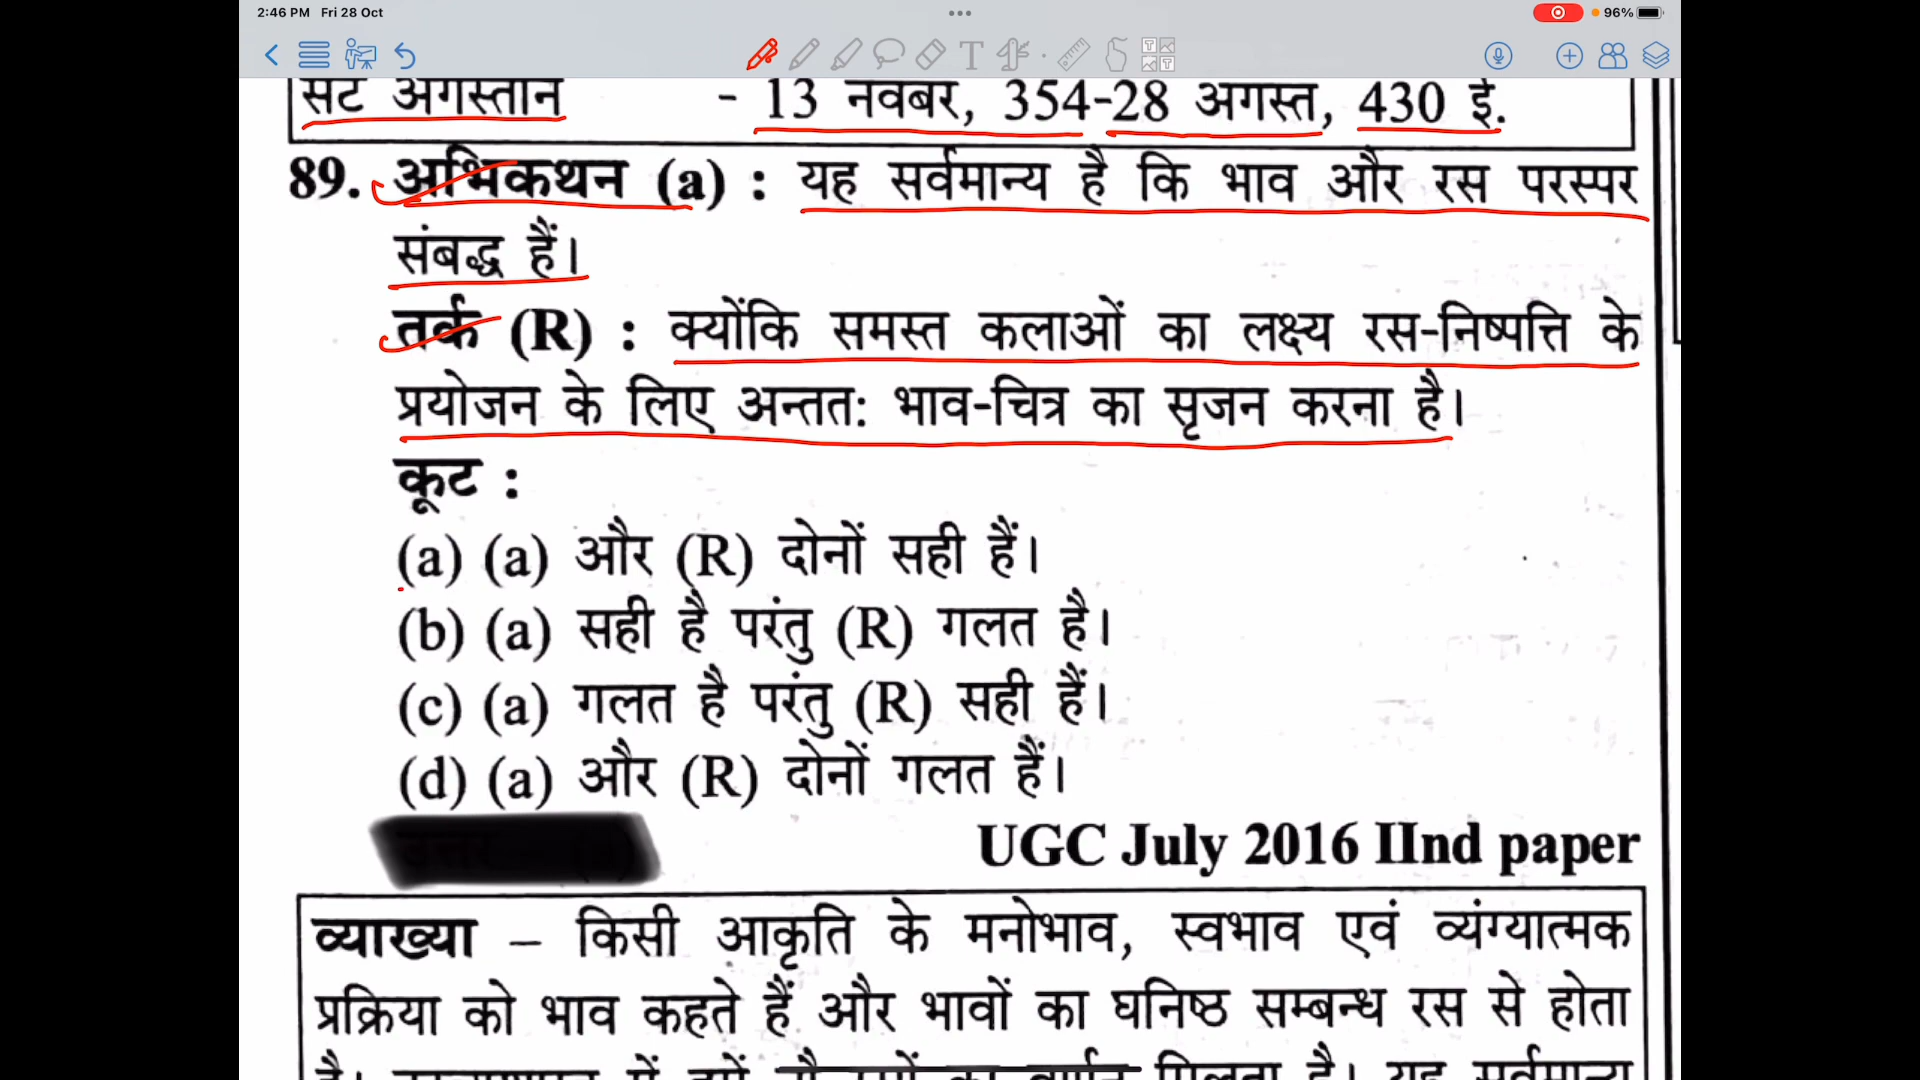 2:46 PM Fri 28 Oct
96%
सट अगस्तान - 13 नवबर, 354-28 अगस्त, 430 ई.
89. अभिकथन (a) : यह सर्वमान्य है कि भाव और रस परस्पर
संबद्ध हैं।
तर्क (R) : क्योंकि समस्त कलाओं का लक्ष्य रस-निष्पत्ति के
प्रयोजन के लिए अन्तत: भाव-चित्र का सृजन करना है।
कूट :
(a) (a) और (R) दोनों सही हैं।
(b) (a) सही है परंतु (R) गलत है।
(c) (a) गलत है परंतु (R) सही हैं।
(d) (a) और (R) दोनों गलत हैं।
UGC July 2016 IInd paper
व्याख्या – किसी आकृति के मनोभाव, स्वभाव एवं व्यंग्यात्मक
प्रक्रिया को भाव कहते हैं और भावों का घनिष्ठ सम्बन्ध रस से होता